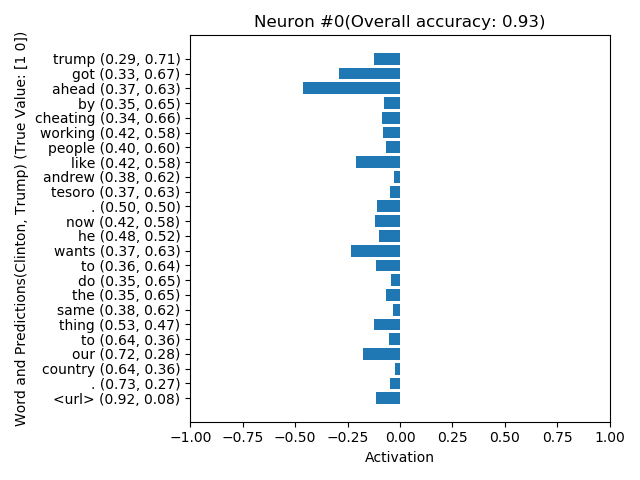 Neuron #0(Overall accuracy: 0.93)
Word and Predictions(Clinton, Trump) (True Value: [1 0])
trump (0.29, 0.71)
got (0.33, 0.67)
ahead (0.37, 0.63)
by (0.35, 0.65)
cheating (0.34, 0.66)
working (0.42, 0.58)
people (0.40, 0.60)
like (0.42, 0.58)
andrew (0.38, 0.62)
tesoro (0.37, 0.63)
. (0.50, 0.50)
now (0.42, 0.58)
he (0.48, 0.52)
wants (0.37, 0.63)
to (0.36, 0.64)
do (0.35, 0.65)
the (0.35, 0.65)
same (0.38, 0.62)
thing (0.53, 0.47)
to (0.64, 0.36)
our (0.72, 0.28)
country (0.64, 0.36)
. (0.73, 0.27)
<url> (0.92, 0.08)
−1.00 −0.75 −0.50 −0.25 0.00 0.25 0.50 0.75 1.00
Activation